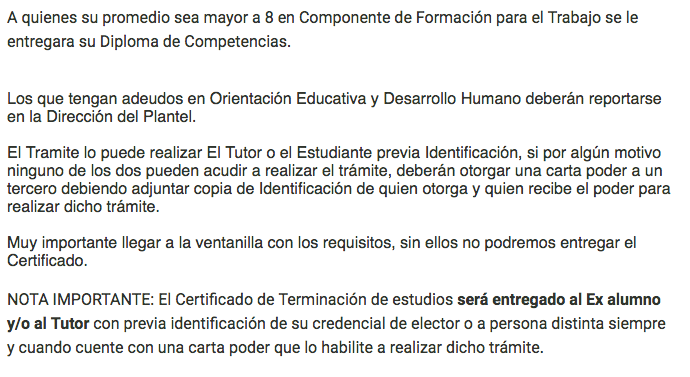 A quienes su promedio sea mayor a 8 en Componente de Formación para el Trabajo se le
entregara su Diploma de Competencias.
Los que tengan adeudos en Orientación Educativa y Desarrollo Humano deberán reportarse
en la Dirección del Plantel.
El Tramite lo puede realizar El Tutor o el Estudiante previa Identificación, si por algún motivo
ninguno de los dos pueden acudir a realizar el trámite, deberán otorgar una carta poder a un
tercero debiendo adjuntar copia de Identificación de quien otorga y quien recibe el poder para
realizar dicho trámite.
Muy importante llegar a la ventanilla con los requisitos, sin ellos no podremos entregar el
Certificado.
NOTA IMPORTANTE: El Certificado de Terminación de estudios será entregado al Ex alumno
y/o al Tutor con previa identificación de su credencial de elector o a persona distinta siempre
y cuando cuente con una carta poder que lo habilite a realizar dicho trámite.